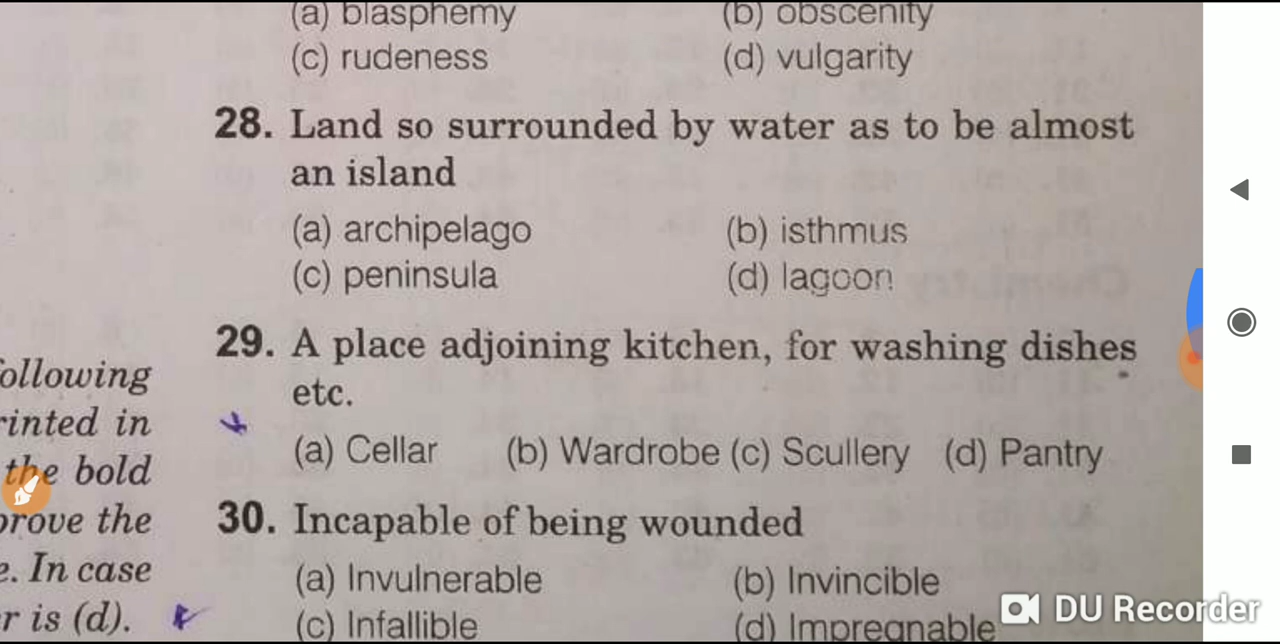 (a) blasphemy (b) obscenity
(c) rudeness (d) vulgarity
28. Land so surrounded by water as to be almost
an island
(a) archipelago (b) isthmus
(c) peninsula (d) lagoon
29. A place adjoining kitchen, for washing dishes
etc.
(a) Cellar (b) Wardrobe (c) Scullery (d) Pantry
30. Incapable of being wounded
(a) Invulnerable (b) Invincible
(c) Infallible (d) Impregnable
ollowing
rinted in
the bold
prove the
e. In case
r is (d).
DU Recorder